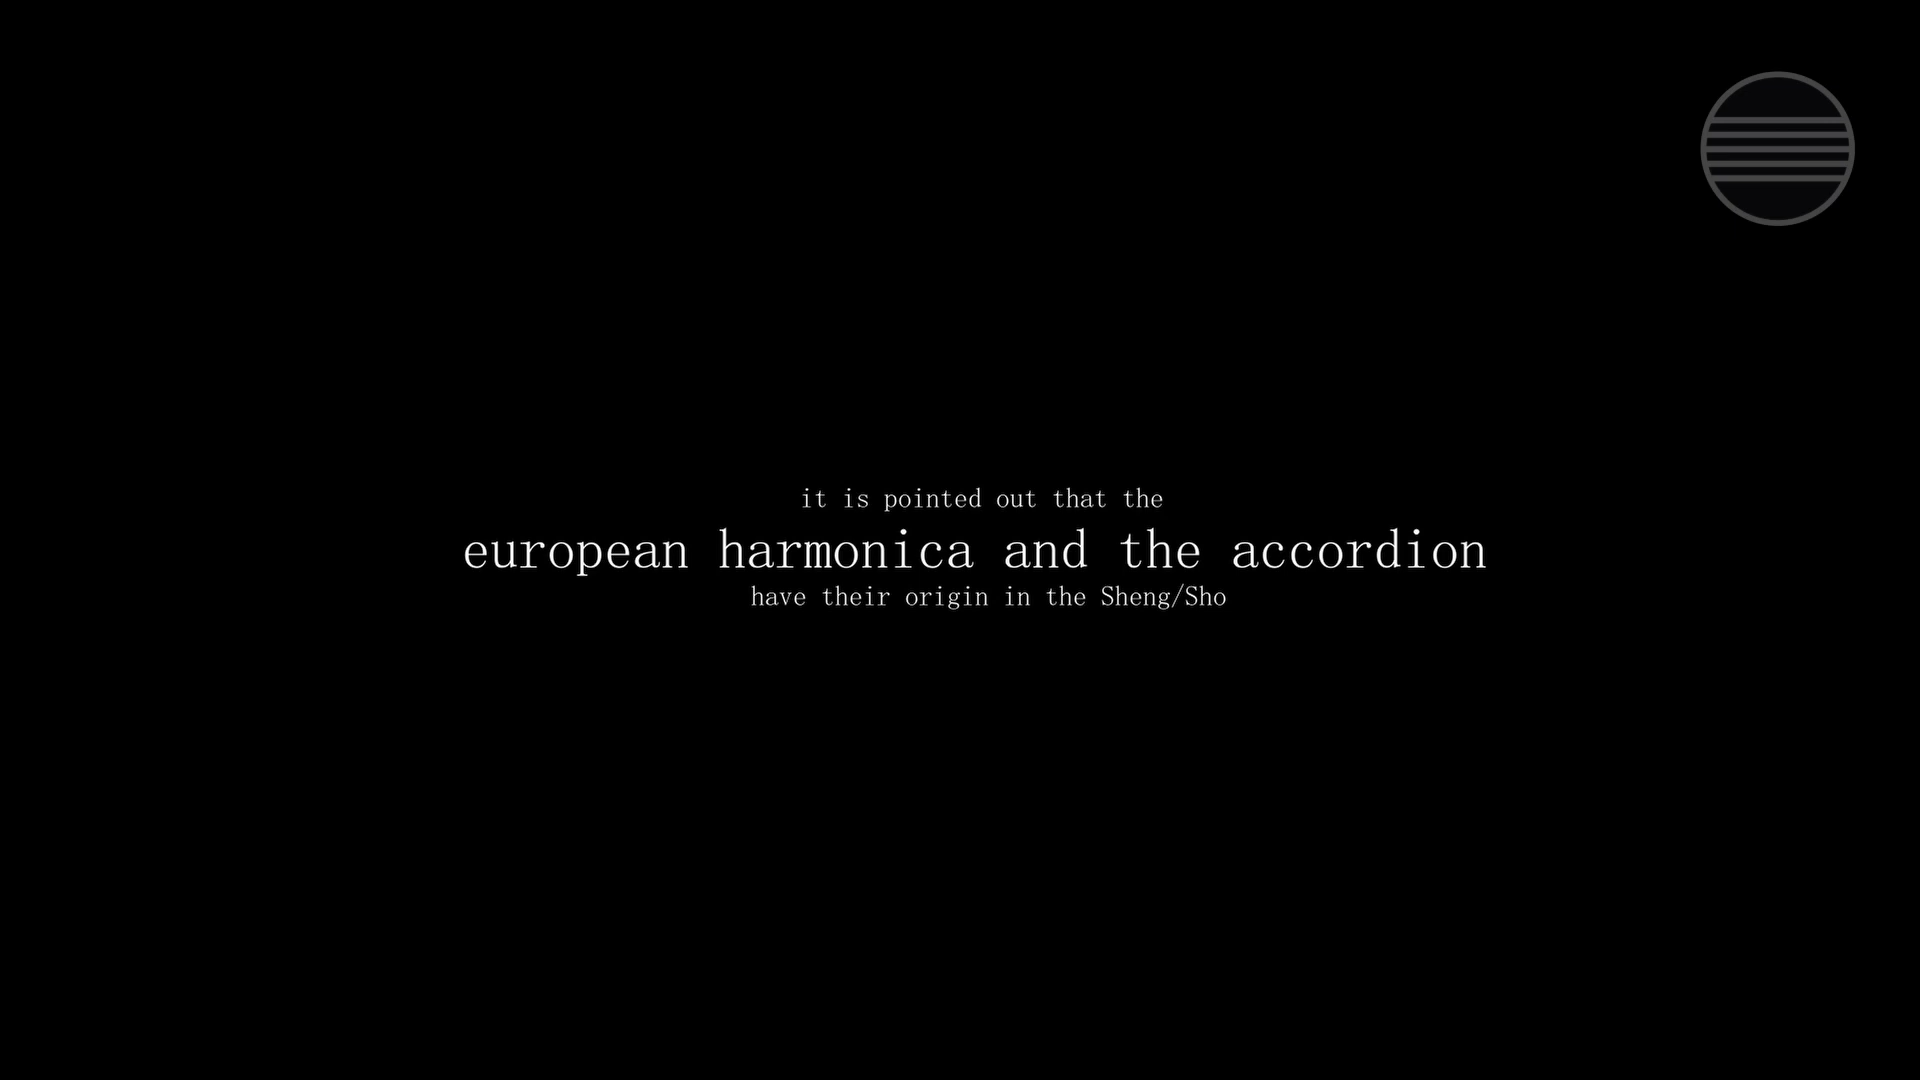 it is pointed out that the
european harmonica and the accordion
have their origin in the Sheng/Sho